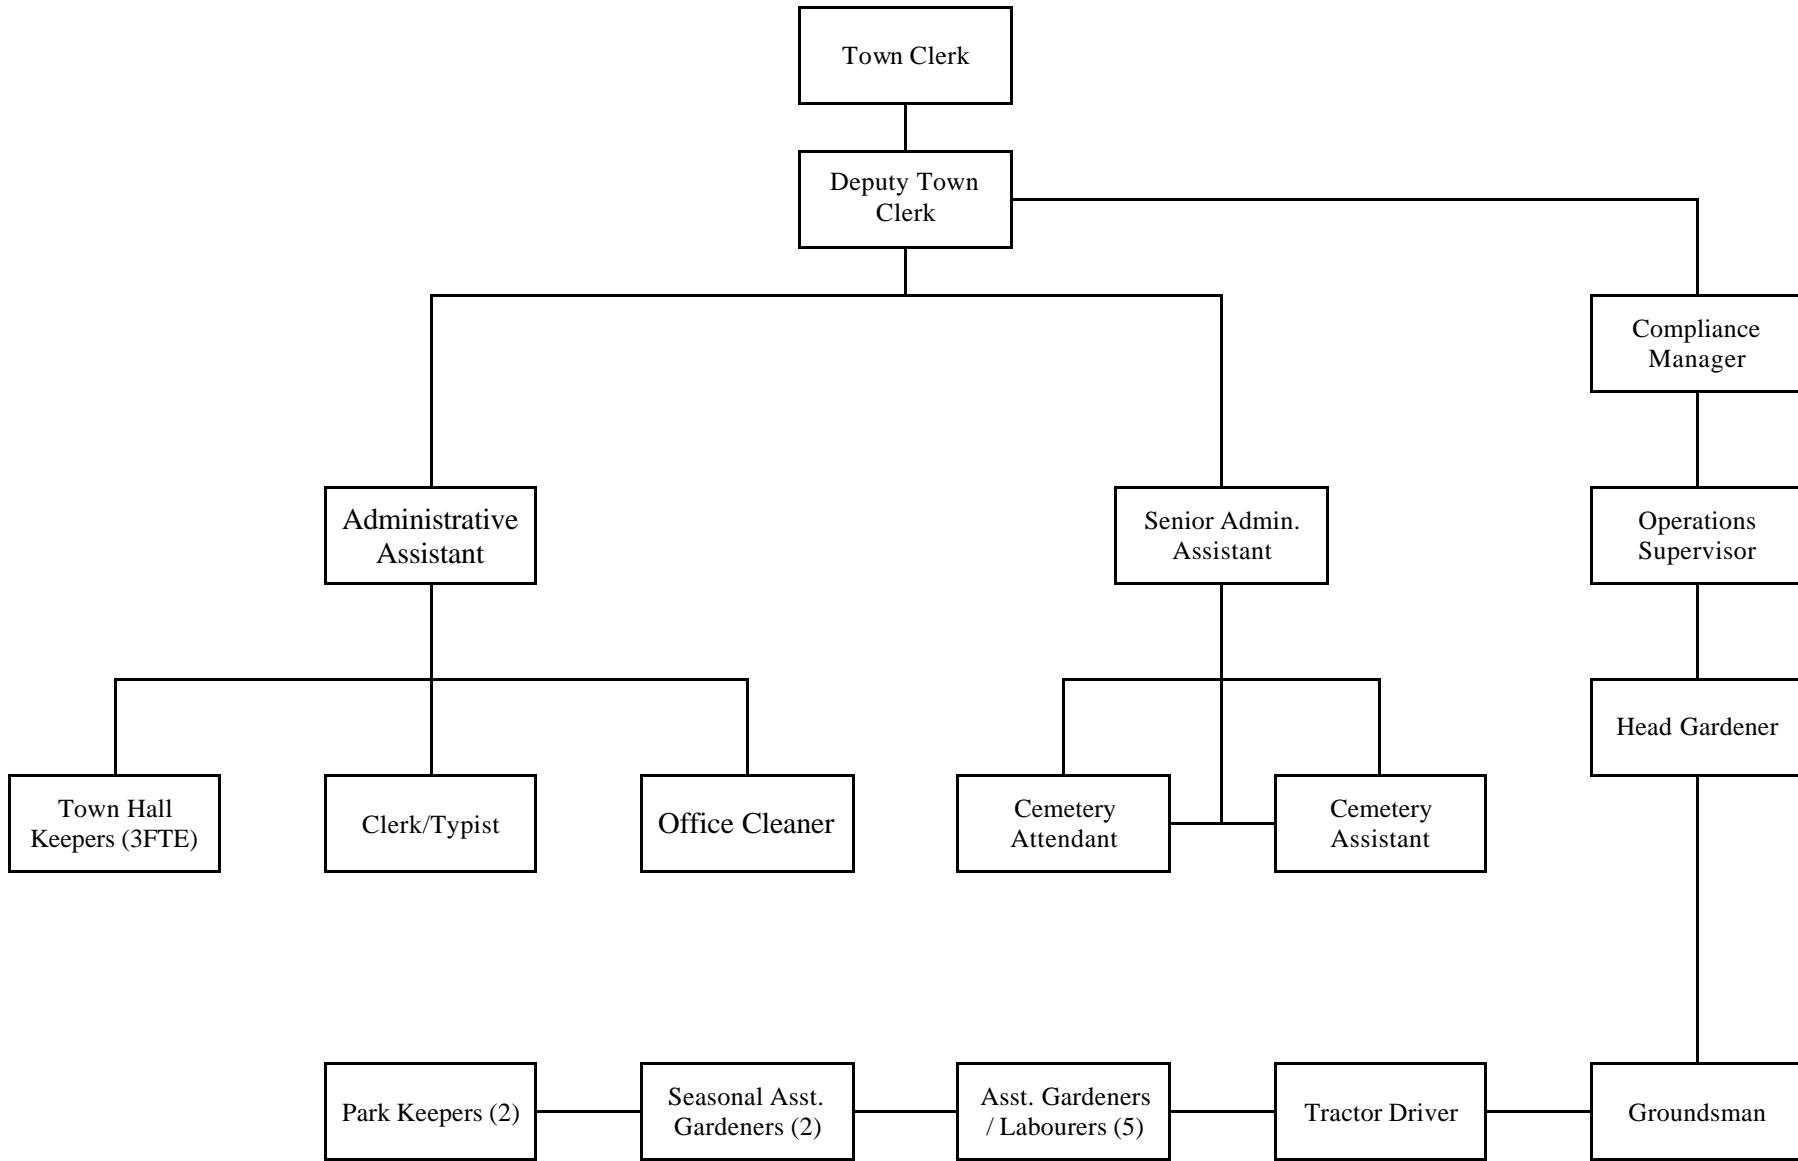 Town Clerk
Deputy Town
Clerk
Compliance
Manager
Administrative
Assistant
Senior Admin.
Assistant
Operations
Supervisor
Head Gardener
Town Hall
Keepers (3FTE)
Clerk/Typist
Office Cleaner
Cemetery
Attendant
Cemetery
Assistant
Park Keepers (2)
Seasonal Asst.
Gardeners (2)
Asst. Gardeners
/ Labourers (5)
Tractor Driver
Groundsman